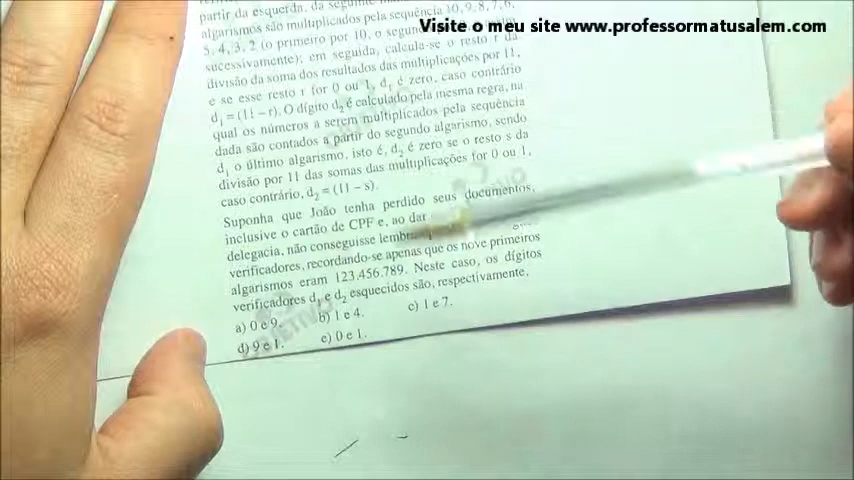 Visite o meu site www.professormatusalem.com
partir da esquerda, da seguinte
algarismos são multiplicados pela sequência 10, 9, 8, 7, 6,
5, 4, 3, 2 (o primeiro por 10, o segundo
sucessivamente); em seguida, calcula-se o resto r da
divisão da soma dos resultados das multiplicações por 11,
e se esse resto r for 0 ou 1, d₁ é zero, caso contrário
d₁ = (11 – r). O dígito d₂ é calculado pela mesma regra, na
qual os números a serem multiplicados pela sequência
dada são contados a partir do segundo algarismo, sendo
d₁ o último algarismo, isto é, d₂ é zero se o resto s da
divisão por 11 das somas das multiplicações for 0 ou 1,
caso contrário, d₂ = (11 – s).
Suponha que João tenha perdido seus documentos,
inclusive o cartão de CPF e, ao dar
delegacia, não conseguisse
verificadores, recordando-se apenas que os nove primeiros
algarismos eram 123.456.789. Neste caso, os dígitos
verificadores d₁ e d₂ esquecidos são, respectivamente,
a) 0 e 9. b) 1 e 4. c) 1 e 7.
d) 9 e 1. e) 0 e 1.